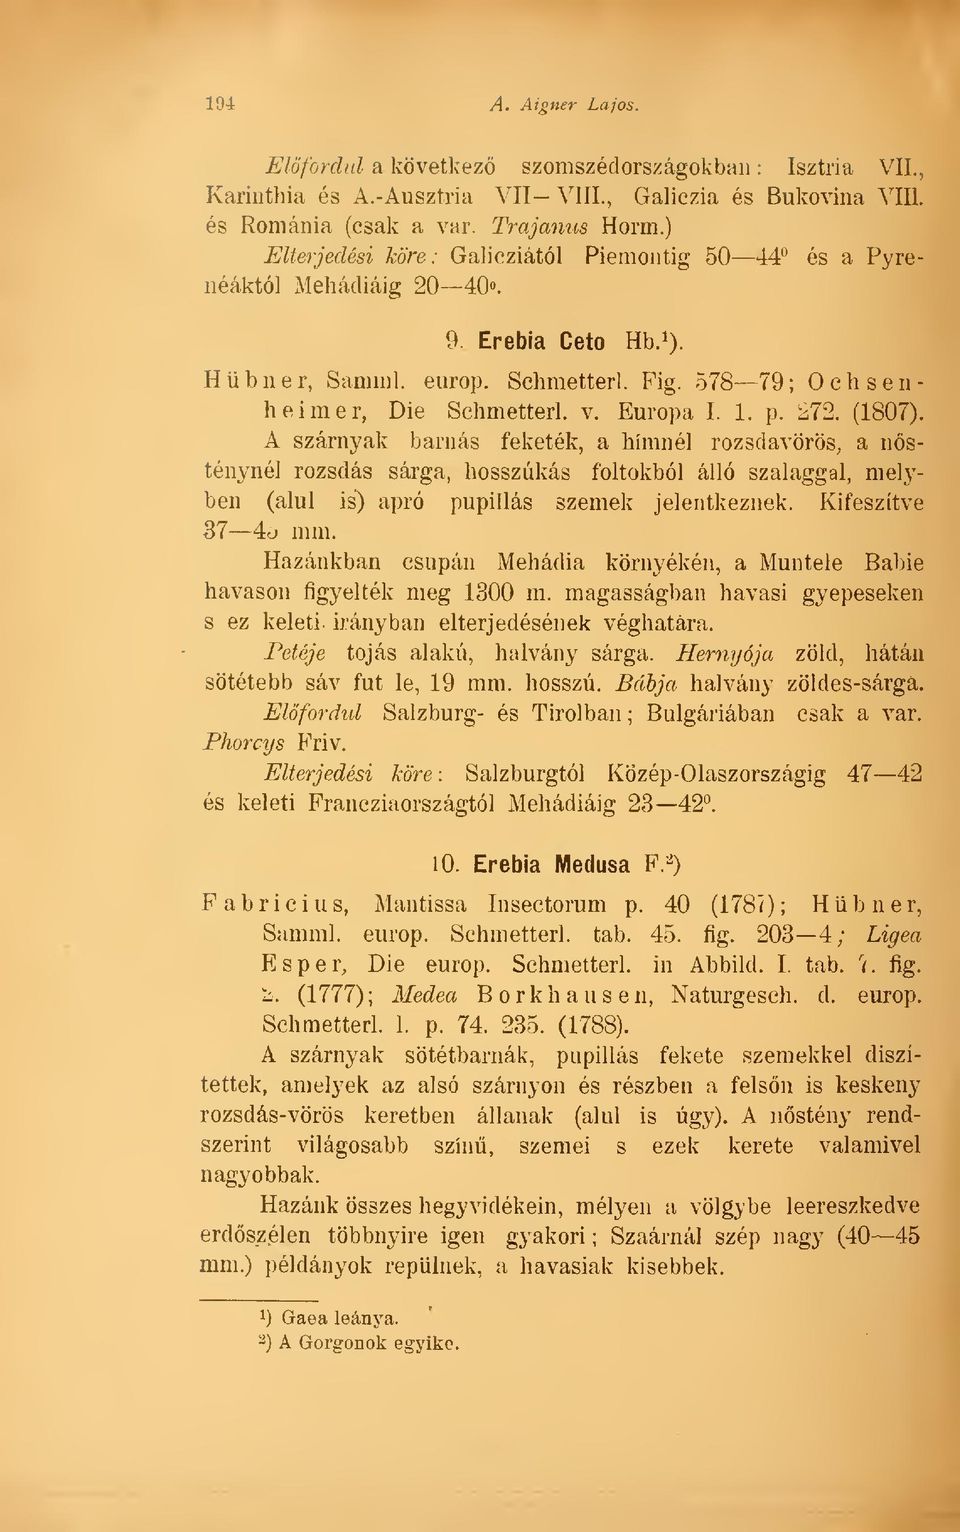 194 A. Aigner Lajos.
Előfordul a következő szomszédországokban: Isztria VII.,
Karinthia és A.-Ausztria VII—VIII., Galiczia és Bukovina VIII.
és Románia (csak a var. Trajanus Horm.)
Elterjedési köre: Galicziától Piemontig 50—44⁰ és a Pyre-
néáktól Mehádiáig 20—40⁰.
9. Erebia Ceto Hb.¹).
Hübner, Samml. europ. Schmetterl. Fig. 578—79; Ochsen-
heimer, Die Schmetterl. v. Europa I. 1. p. 272. (1807).
A szárnyak barnás feketék, a hímnél rozsdavörös, a nős-
ténynél rozsdás sárga, hosszúkás foltokból álló szalaggal, mely-
ben (alul is) apró pupillás szemek jelentkeznek. Kifeszítve
37— mm.
Hazánkban csupán Mehádia környékén, a Muntele Babie
havason figyelték meg 1300 m. magasságban havasi gyepeseken
s ez keleti irányban elterjedésének véghatára.
Petéje tojás alakú, halvány sárga. Hernyója zöld, hátán
sötétebb sáv fut le, 19 mm. hosszú. Bábja halvány zöldes-sárga.
Előfordul Salzburg- és Tirolban; Bulgáriában csak a var.
Phorcys Friv.
Elterjedési köre: Salzburgtól Közép-Olaszországig 47—42
és keleti Francziaországtól Mehádiáig 23—42⁰.
10. Erebia Medusa F.²)
Fabricius, Mantissa Insectorum p. 40 (1787); Hübner,
Samml. europ. Schmetterl. tab. 45. fig. 203—4; Ligea
Esper, Die europ. Schmetterl. in Abbild. I. tab. 7. fig.
2. (1777); Medea Borkhausen, Naturgesch. d. europ.
Schmetterl. 1. p. 74. 235. (1788).
A szárnyak sötétbarnák, pupillás fekete szemekkel díszí-
tettek, amelyek az alsó szárnyon és részben a felsőn is keskeny
rozsdás-vörös keretben állanak (alul is úgy). A nőstény rend-
szerint világosabb színű, szemei s ezek kerete valamivel
nagyobbak.
Hazánk összes hegyvidékein, mélyen a völgybe leereszkedve
erdőszélen többnyire igen gyakori; Szaárnál szép nagy (40—45
mm.) példányok repülnek, a havasiak kisebbek.
¹) Gaea leánya.
²) A Gorgonok egyike.